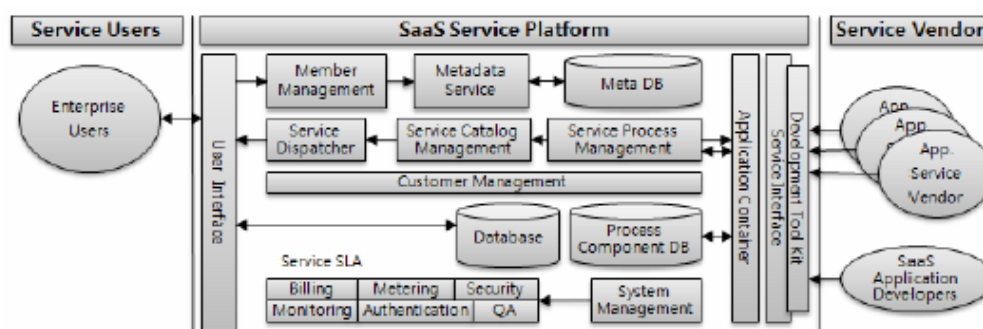 Service Users
SaaS Service Platform
Service Vendor
Enterprise
Users
User Interface
Member
Management
Metadata
Service
Meta DB
Service
Dispatcher
Service Catalog
Management
Service Process
Management
Customer Management
Database
Process
Component DB
Service SLA
Billing
Metering
Security
Monitoring
Authentication
QA
System
Management
Application Container
Service Interface
Development Tool Kit
App.
App
App.
Service
Vendor
SaaS
Application
Developers